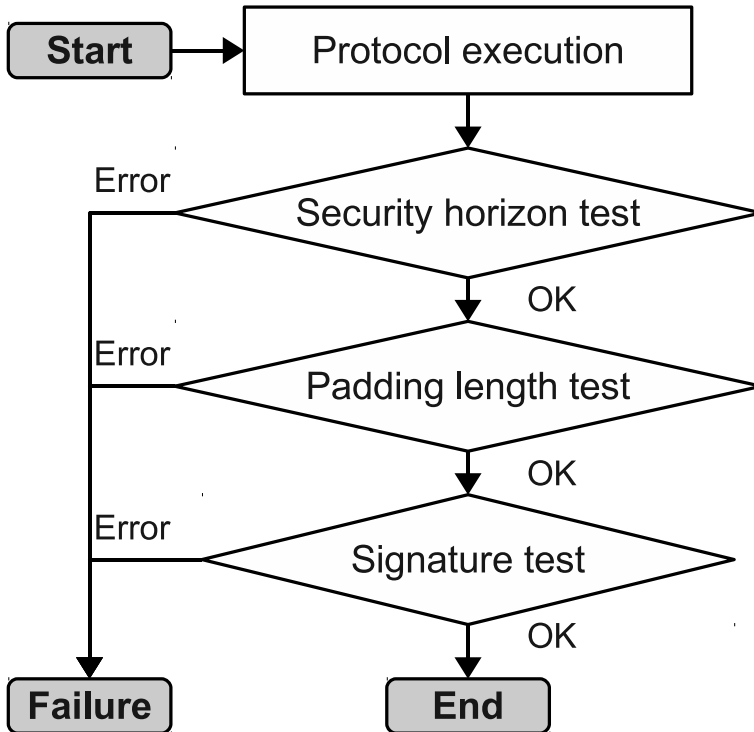 Start
Protocol execution
Error
Security horizon test
OK
Error
Padding length test
OK
Error
Signature test
OK
Failure
End